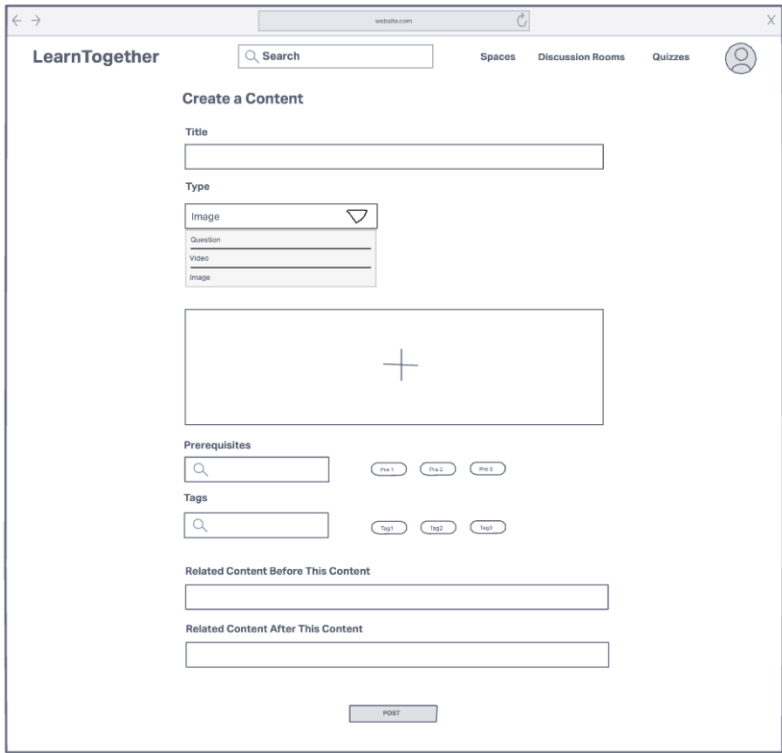 website.com
X
LearnTogether
Search
Spaces
Discussion Rooms
Quizzes
Create a Content
Title
Type
Image
Question
Video
Image
Prerequisites
Pre 1
Pre 2
Pre 3
Tags
Tag1
Tag2
Tag3
Related Content Before This Content
Related Content After This Content
POST